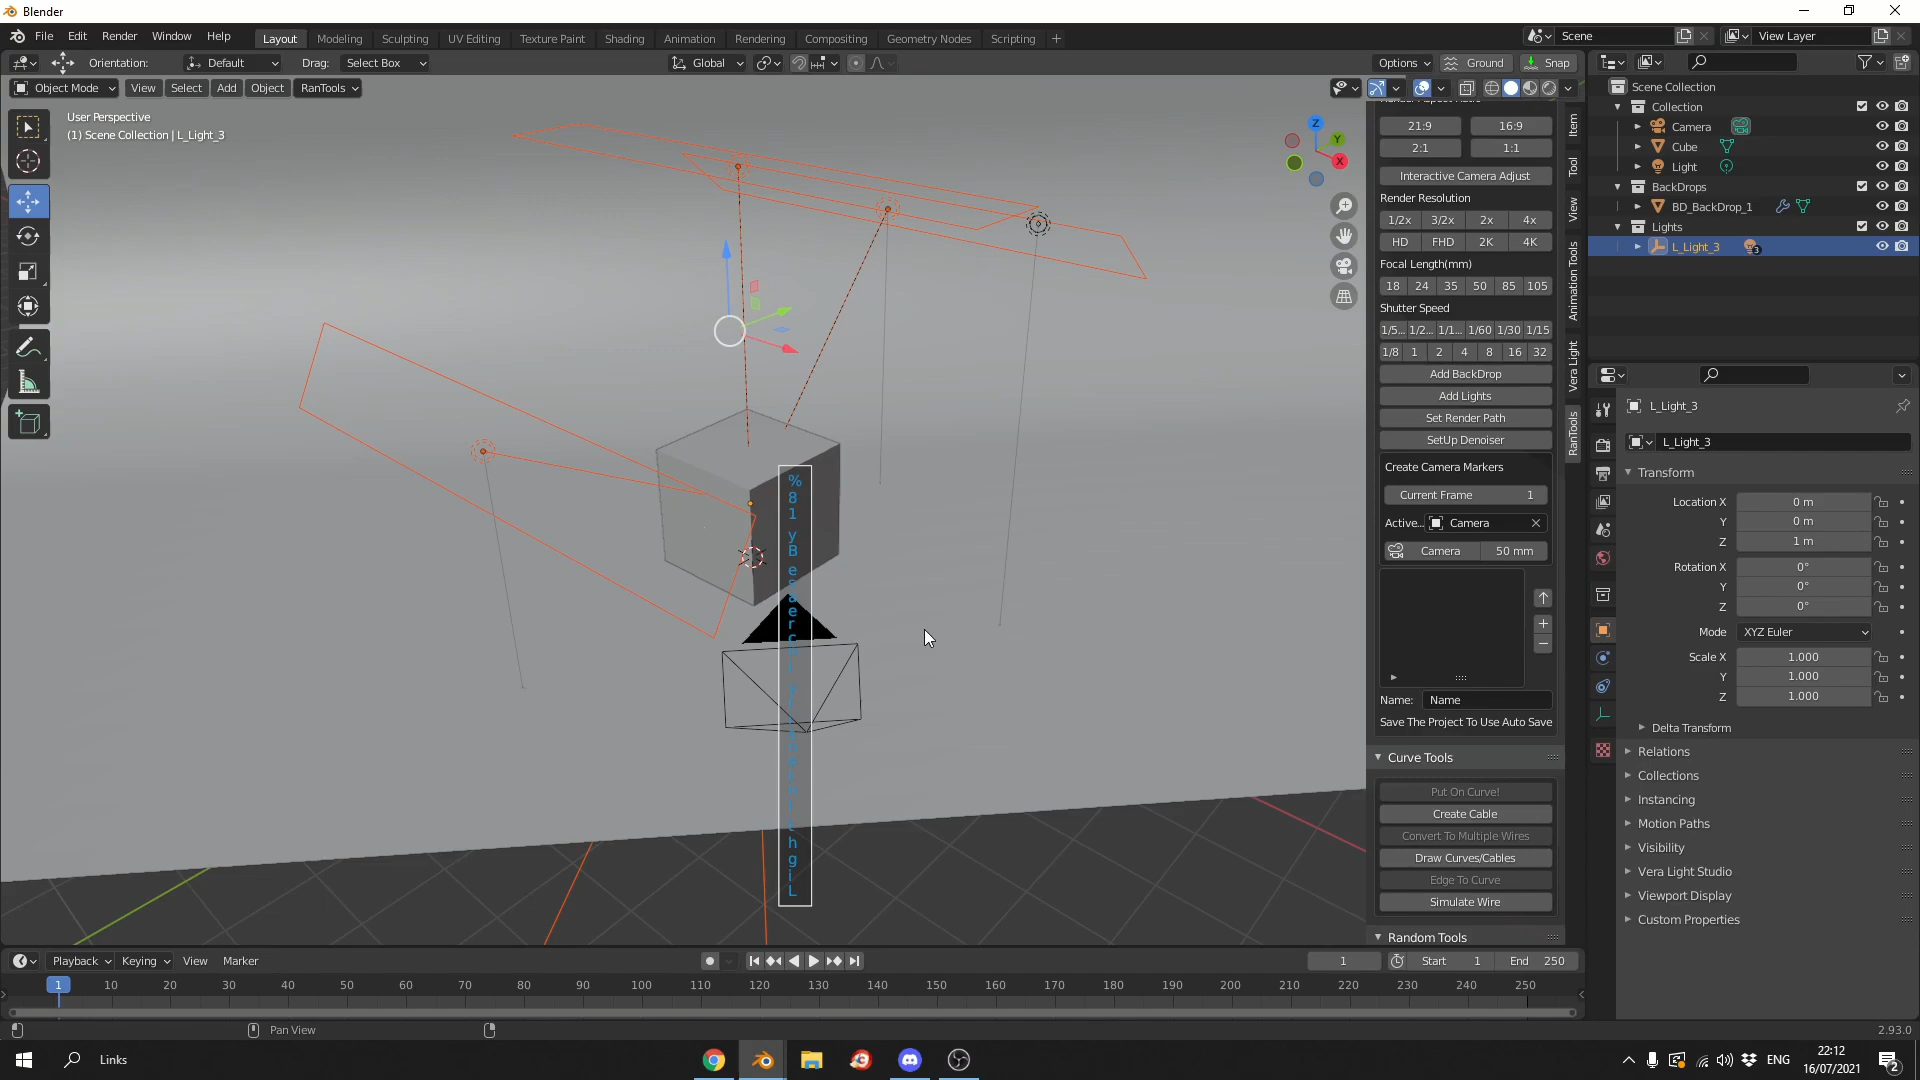 Blender
File Edit Render Window Help
Layout Modeling Sculpting UV Editing Texture Paint Shading Animation Rendering Compositing Geometry Nodes Scripting +
Scene
View Layer
Orientation: Default Drag: Select Box
Global
Options Ground Snap
Object Mode View Select Add Object RanTools
User Perspective
(1) Scene Collection | L_Light_3
Z
Y
X
21:9 16:9
2:1 1:1
Interactive Camera Adjust
Render Resolution
1/2x 3/2x 2x 4x
HD FHD 2K 4K
Focal Length(mm)
18 24 35 50 85 105
Shutter Speed
1/5... 1/2... 1/1... 1/60 1/30 1/15
1/8 1 2 4 8 16 32
Add BackDrop
Add Lights
Set Render Path
SetUp Denoiser
Create Camera Markers
Current Frame 1
Active... Camera
Camera 50 mm
Name: Name
Save The Project To Use Auto Save
Curve Tools
Put On Curve!
Create Cable
Convert To Multiple Wires
Draw Curves/Cables
Edge To Curve
Simulate Wire
Random Tools
Item
Tool
View
Animation Tools
Vera Light
RanTools
Scene Collection
Collection
Camera
Cube
Light
BackDrops
BD_BackDrop_1
Lights
L_Light_3 3
L_Light_3
L_Light_3
Transform
Location X 0 m
Y 0 m
Z 1 m
Rotation X 0°
Y 0°
Z 0°
Mode XYZ Euler
Scale X 1.000
Y 1.000
Z 1.000
Delta Transform
Relations
Collections
Instancing
Motion Paths
Visibility
Vera Light Studio
Viewport Display
Custom Properties
Playback Keying View Marker
1 Start 1 End 250
1 10 20 30 40 50 60 70 80 90 100 110 120 130 140 150 160 170 180 190 200 210 220 230 240 250
Pan View
2.93.0
Links
ENG
22:12
16/07/2021
2